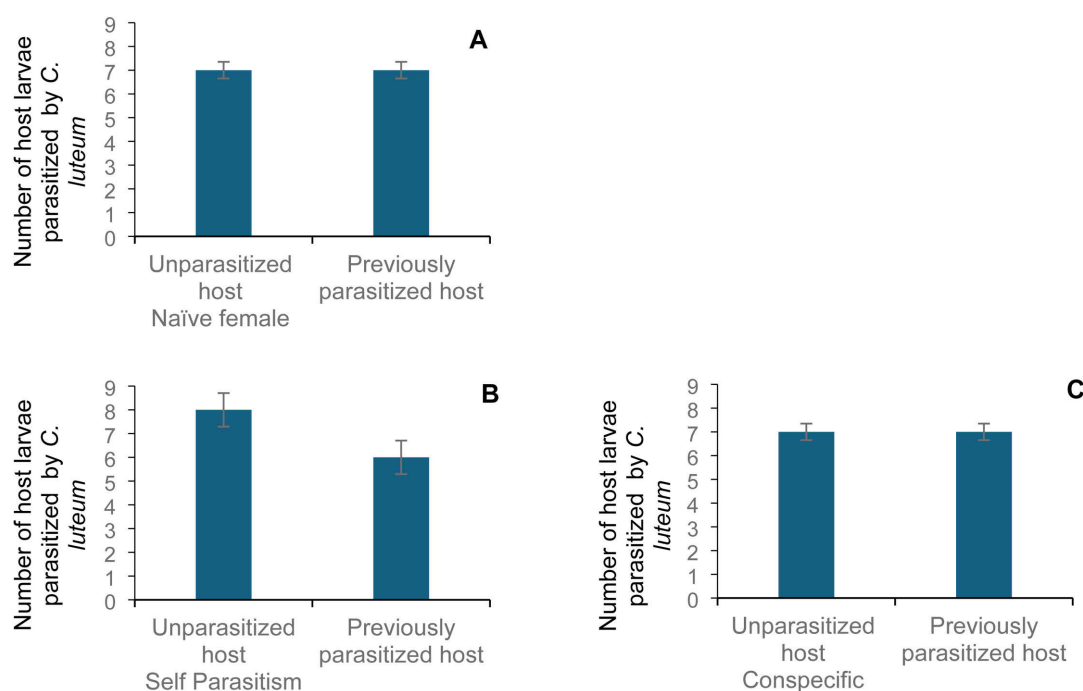 A
Number of host larvae
parasitized by C.
luteum
9
8
7
6
5
4
3
2
1
0
Unparasitized
host
Naïve female
Previously
parasitized host
B
Number of host larvae
parasitized by C.
luteum
9
8
7
6
5
4
3
2
1
0
Unparasitized
host
Self Parasitism
Previously
parasitized host
C
Number of host larvae
parasitized by C.
luteum
9
8
7
6
5
4
3
2
1
0
Unparasitized
host
Conspecific
Previously
parasitized host